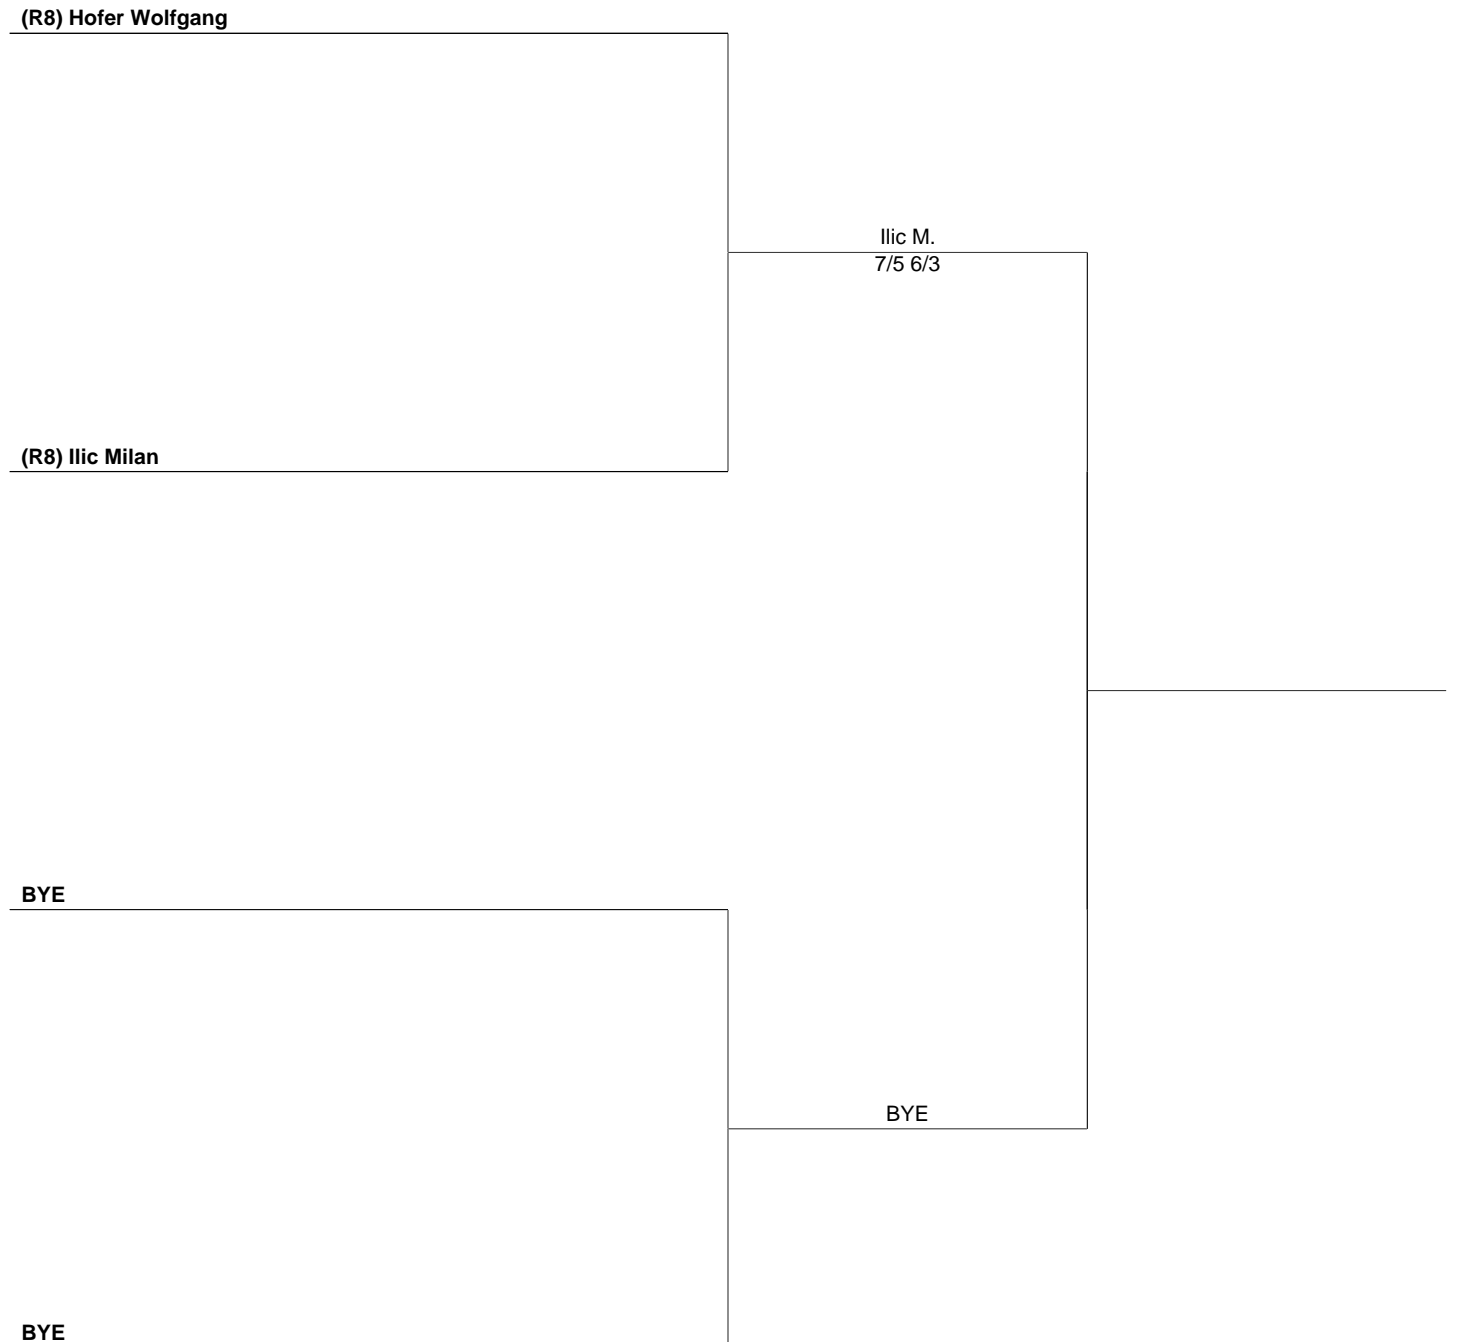 (R8) Hofer Wolfgang
Ilic M.
7/5 6/3
(R8) Ilic Milan
BYE
BYE
BYE